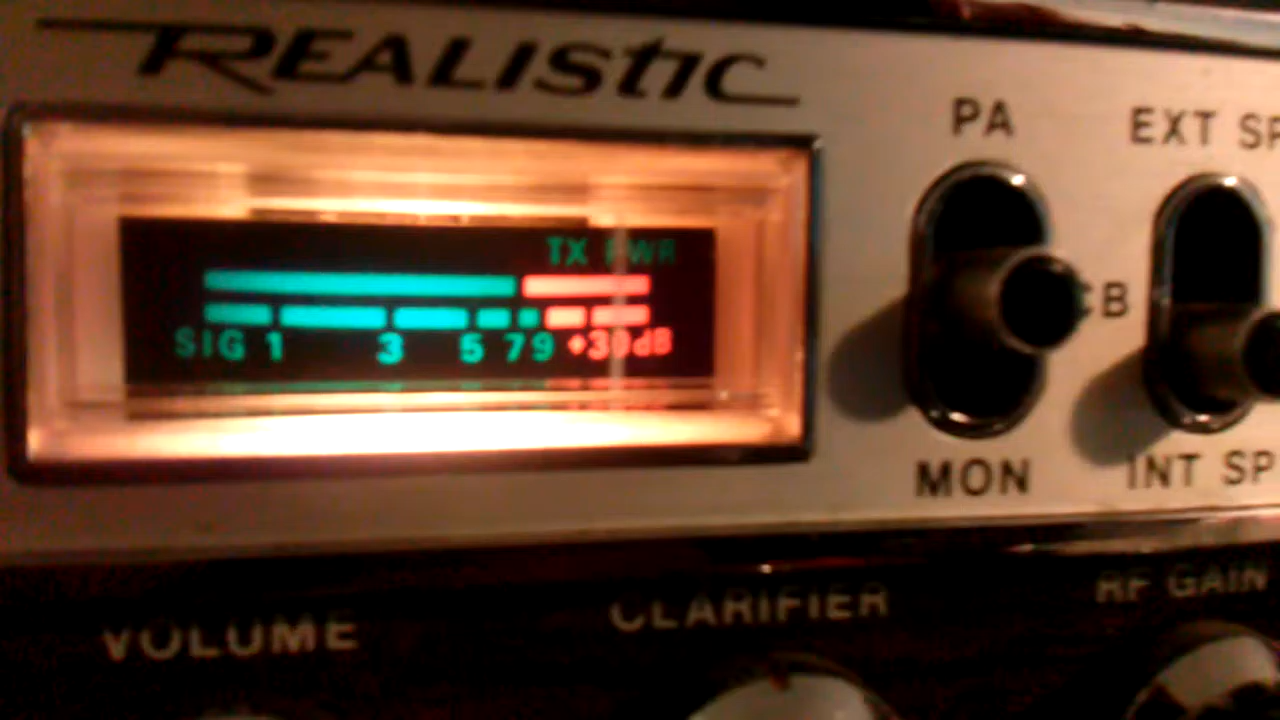 REALISTIC
TX PWR
SIG 1 3 5 7 9 +30dB
PA
CB
MON
EXT SP
INT SP
VOLUME
CLARIFIER
RF GAIN